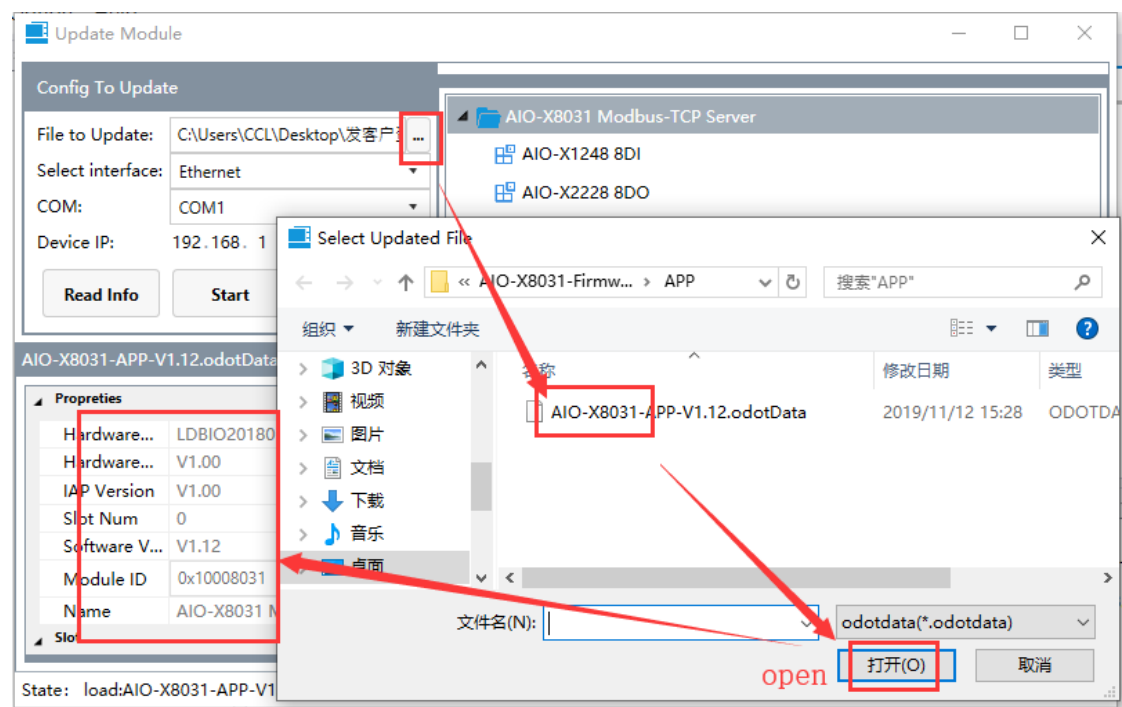 Update Module
Config To Update
File to Update: C:\Users\CCL\Desktop\发客户 ...
Select interface: Ethernet
COM: COM1
Device IP: 192.168. 1
Read Info Start
AIO-X8031 Modbus-TCP Server
AIO-X1248 8DI
AIO-X2228 8DO
AIO-X8031-APP-V1.12.odotData
Propreties
Hardware... LDBIO20180
Hardware... V1.00
IAP Version V1.00
Slot Num 0
Software V... V1.12
Module ID 0x10008031
Name AIO-X8031 M
Slot
State: load:AIO-X8031-APP-V1
Select Updated File
« AIO-X8031-Firmw... › APP
搜索"APP"
组织 新建文件夹
3D 对象
视频
图片
文档
下载
音乐
桌面
名称 修改日期 类型
AIO-X8031-APP-V1.12.odotData 2019/11/12 15:28 ODOTDA
文件名(N): odotdata(*.odotdata)
open 打开(O) 取消